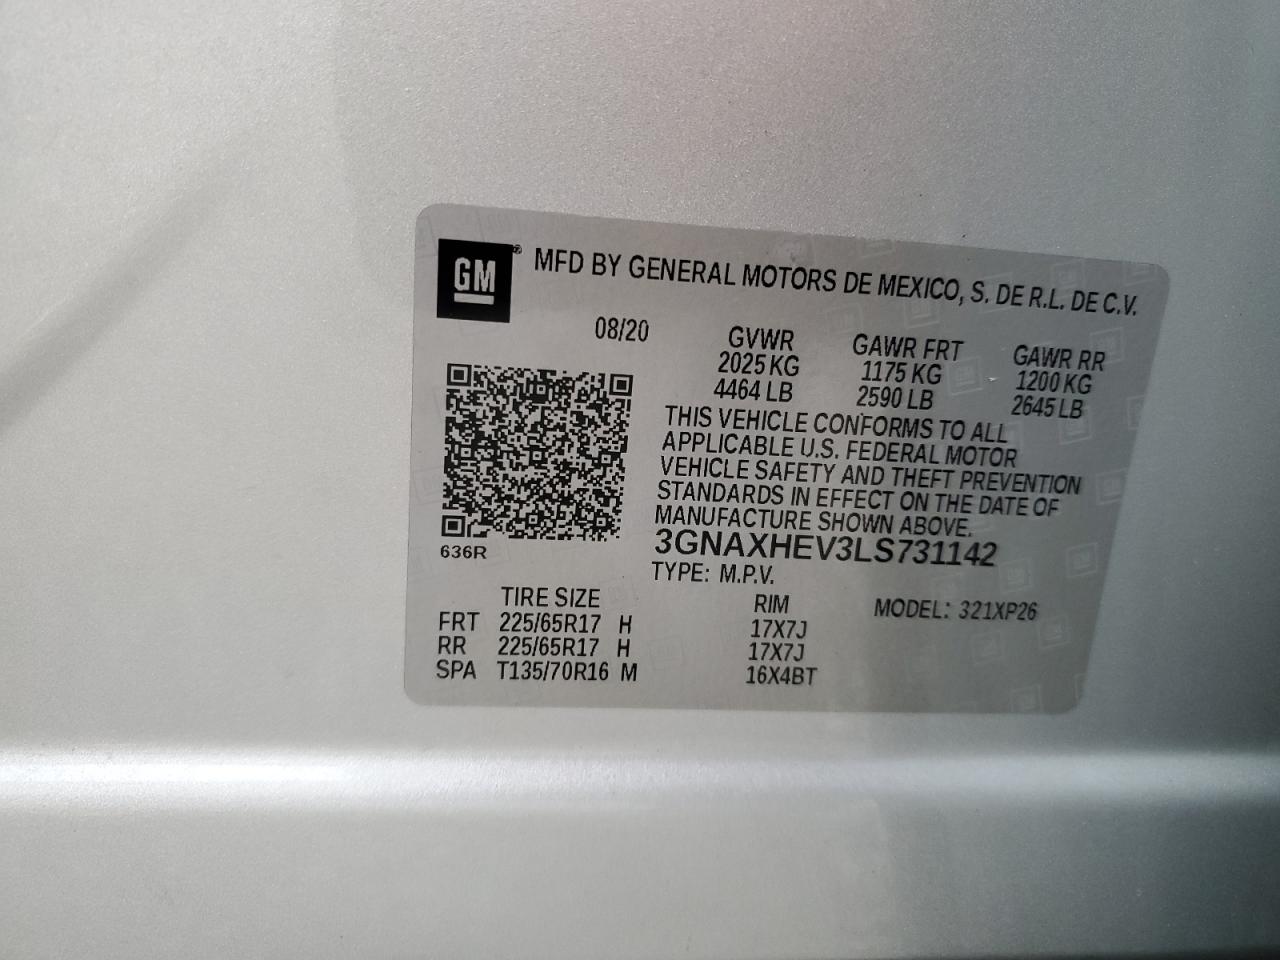 GM® MFD BY GENERAL MOTORS DE MEXICO, S. DE R.L. DE C.V.
08/20 GVWR GAWR FRT GAWR RR
2025 KG 1175 KG 1200 KG
4464 LB 2590 LB 2645 LB
THIS VEHICLE CONFORMS TO ALL
APPLICABLE U.S. FEDERAL MOTOR
VEHICLE SAFETY AND THEFT PREVENTION
STANDARDS IN EFFECT ON THE DATE OF
MANUFACTURE SHOWN ABOVE.
636R
3GNAXHEV3LS731142
TYPE: M.P.V.
TIRE SIZE RIM MODEL: 321XP26
FRT 225/65R17 H 17X7J
RR 225/65R17 H 17X7J
SPA T135/70R16 M 16X4BT